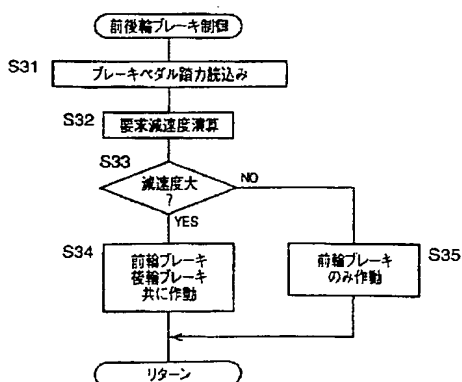 前後輪ブレーキ制御
S31
ブレーキペダル踏力読込み
S32
要求減速度演算
S33
減速度大
?
NO
YES
S34
前輪ブレーキ
後輪ブレーキ
共に作動
前輪ブレーキ
のみ作動
S35
リターン